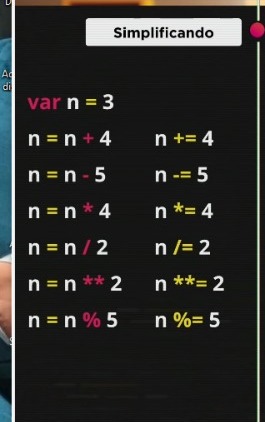 Simplificando
var n = 3
n = n + 4 n += 4
n = n - 5 n -= 5
n = n * 4 n *= 4
n = n / 2 n /= 2
n = n ** 2 n **= 2
n = n % 5 n %= 5